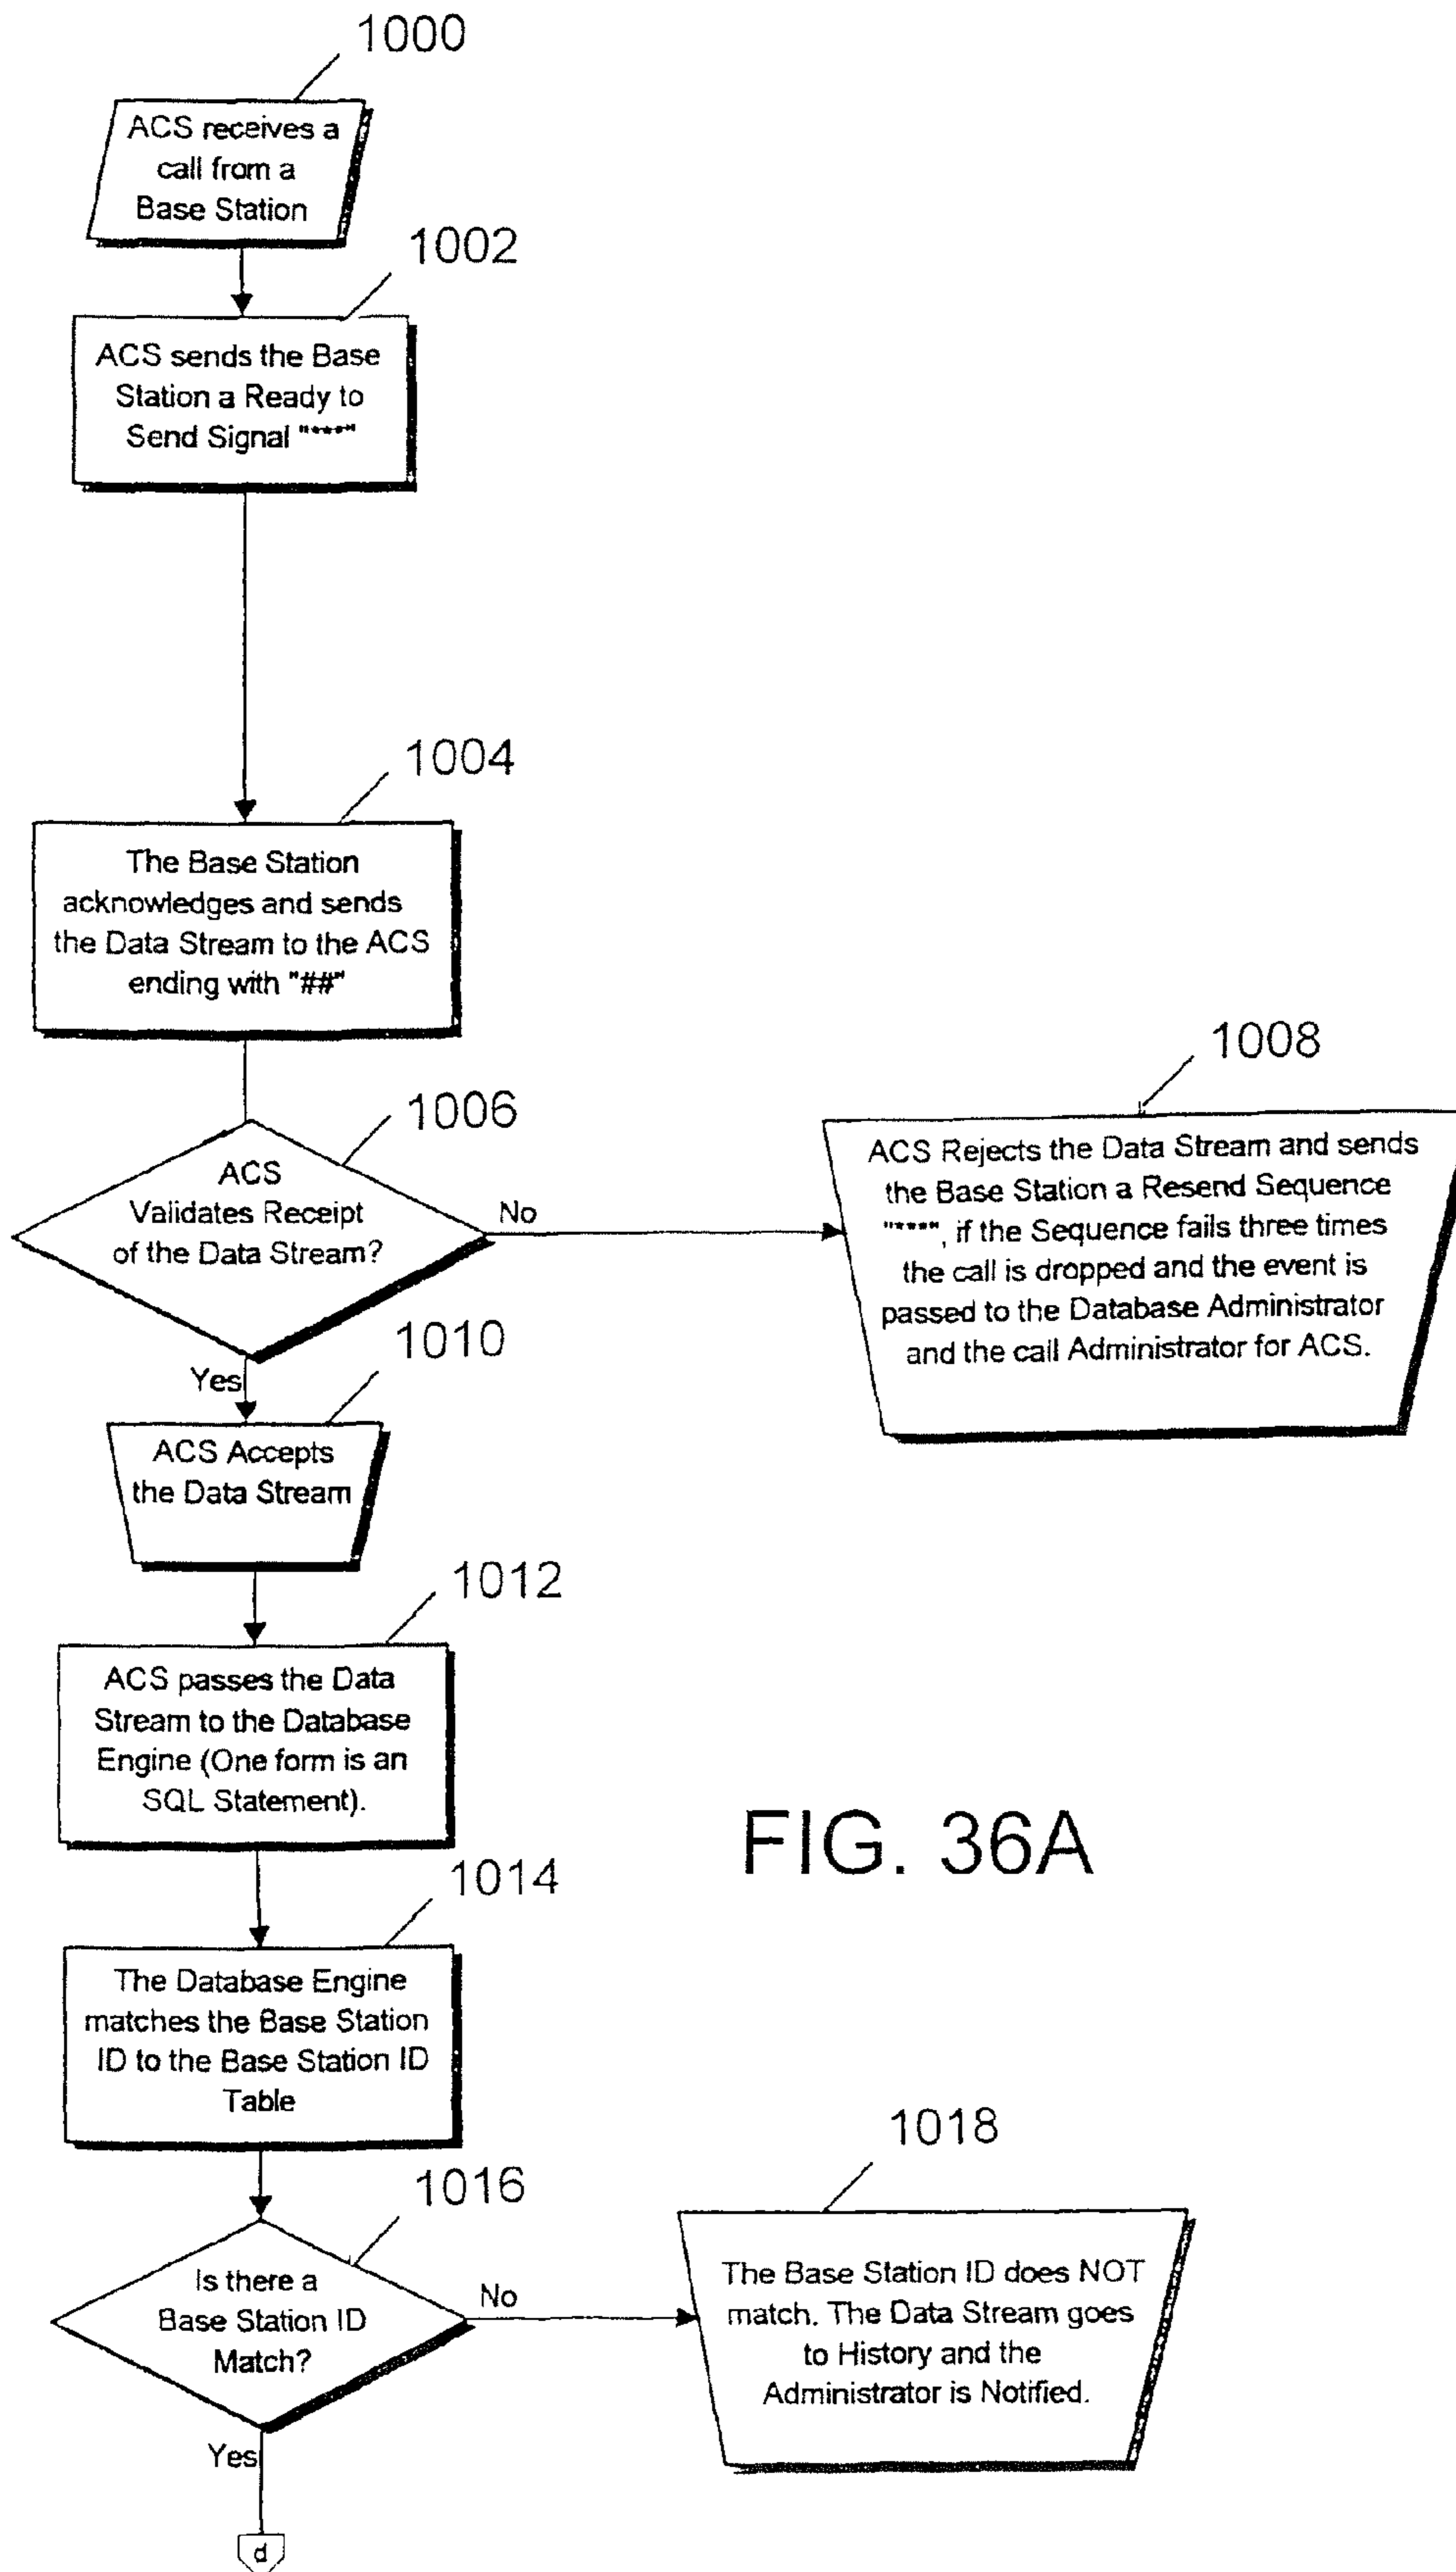 1000
ACS receives a
call from a
Base Station
1002
ACS sends the Base
Station a Ready to
Send Signal "***"
1004
The Base Station
acknowledges and sends
the Data Stream to the ACS
ending with "##"
1006
ACS
Validates Receipt
of the Data Stream?
No
1008
ACS Rejects the Data Stream and sends
the Base Station a Resend Sequence
"****", if the Sequence fails three times
the call is dropped and the event is
passed to the Database Administrator
and the call Administrator for ACS.
Yes
1010
ACS Accepts
the Data Stream
1012
ACS passes the Data
Stream to the Database
Engine (One form is an
SQL Statement).
FIG. 36A
1014
The Database Engine
matches the Base Station
ID to the Base Station ID
Table
1016
Is there a
Base Station ID
Match?
No
1018
The Base Station ID does NOT
match. The Data Stream goes
to History and the
Administrator is Notified.
Yes
d